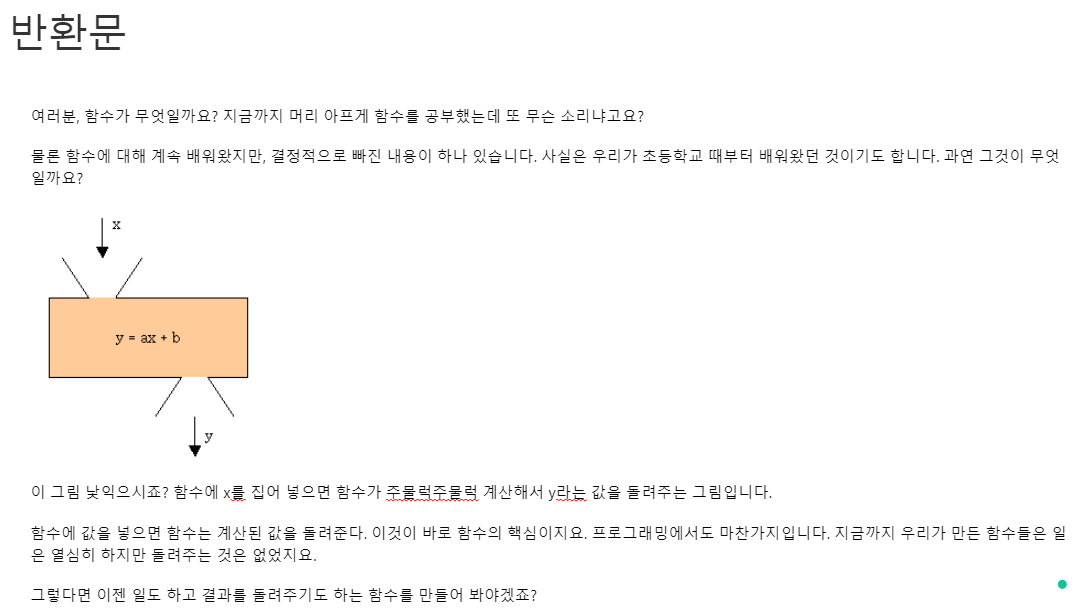 반환문
여러분, 함수가 무엇일까요? 지금까지 머리 아프게 함수를 공부했는데 또 무슨 소리냐고요?
물론 함수에 대해 계속 배워왔지만, 결정적으로 빠진 내용이 하나 있습니다. 사실은 우리가 초등학교 때부터 배워왔던 것이기도 합니다. 과연 그것이 무엇
일까요?
x
y = ax + b
y
이 그림 낯익으시죠? 함수에 x를 집어 넣으면 함수가 주물럭주물럭 계산해서 y라는 값을 돌려주는 그림입니다.
함수에 값을 넣으면 함수는 계산된 값을 돌려준다. 이것이 바로 함수의 핵심이지요. 프로그래밍에서도 마찬가지입니다. 지금까지 우리가 만든 함수들은 일
은 열심히 하지만 돌려주는 것은 없었지요.
그렇다면 이젠 일도 하고 결과를 돌려주기도 하는 함수를 만들어 봐야겠죠?